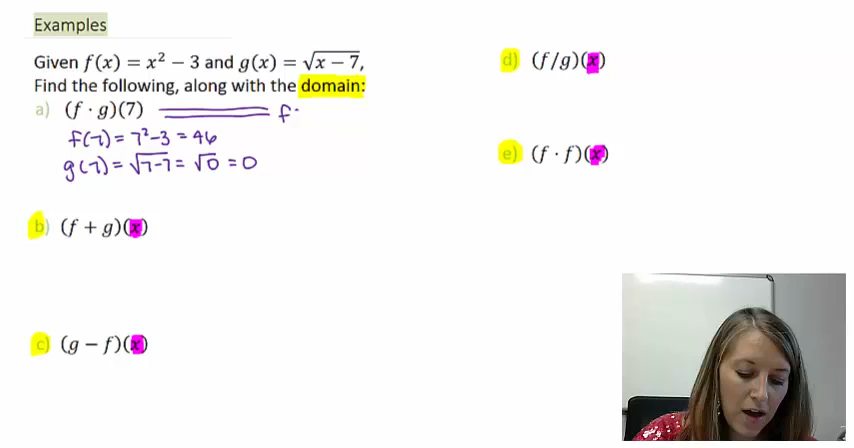 Examples
Given f(x) = x² − 3 and g(x) = √(x − 7),
Find the following, along with the domain:
a) (f · g)(7) f·
f(7) = 7²-3 = 46
g(7) = √(7-7) = √0 = 0
b) (f + g)(x)
c) (g − f)(x)
d) (f/g)(x)
e) (f · f)(x)